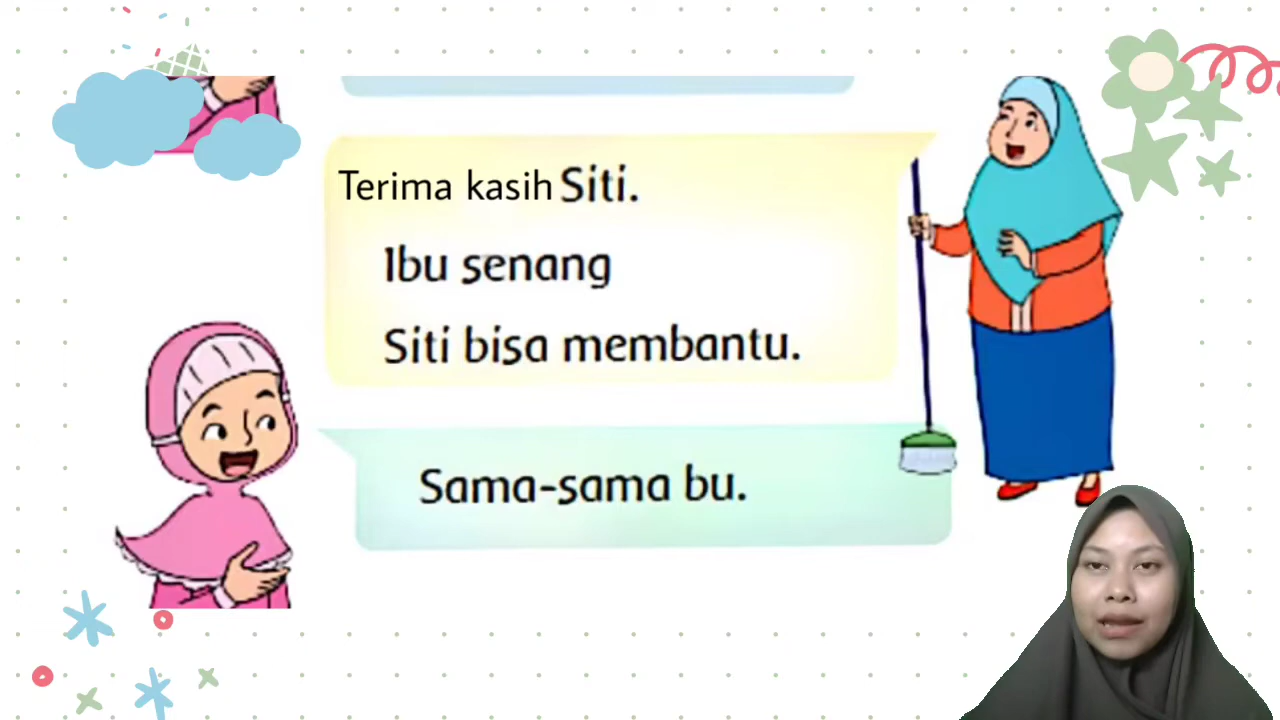 Terima kasih Siti.
Ibu senang
Siti bisa membantu.
Sama-sama bu.